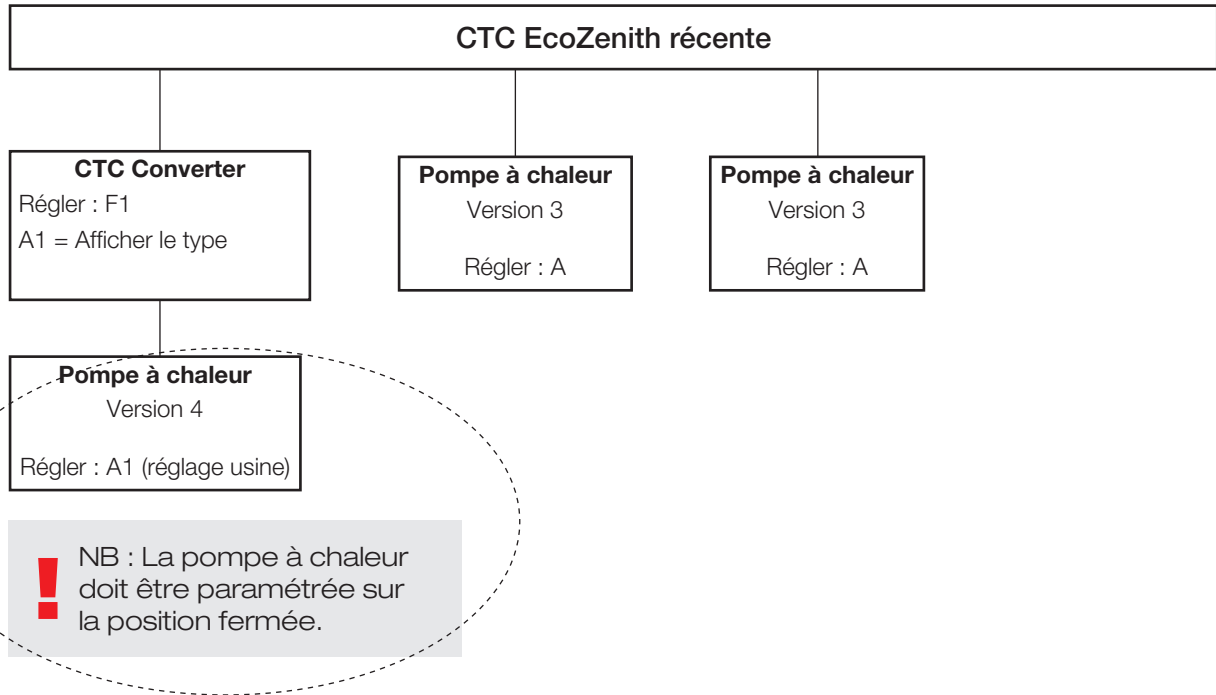 CTC EcoZenith récente
CTC Converter
Régler : F1
A1 = Afficher le type
Pompe à chaleur
Version 3
Régler : A
Pompe à chaleur
Version 3
Régler : A
Pompe à chaleur
Version 4
Régler : A1 (réglage usine)
! NB : La pompe à chaleur
doit être paramétrée sur
la position fermée.